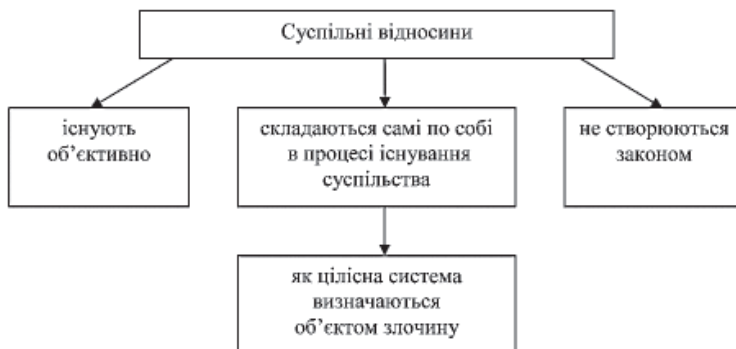 Суспільні відносини
існують
об’єктивно
складаються самі по собі
в процесі існування
суспільства
не створюються
законом
як цілісна система
визначаються
об’єктом злочину